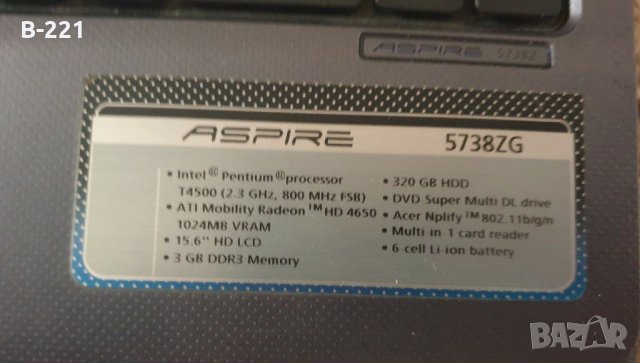 B-221
ASPIRE 5738Z
ASPIRE 5738ZG
• Intel® Pentium® processor
T4500 (2.3 GHz, 800 MHz FSB)
• ATI Mobility Radeon™ HD 4650
1024MB VRAM
• 15.6" HD LCD
• 3 GB DDR3 Memory
• 320 GB HDD
• DVD Super Multi DL drive
• Acer Nplify™ 802.11b/g/n
• Multi in 1 card reader
• 6-cell Li-ion battery
BAZAR